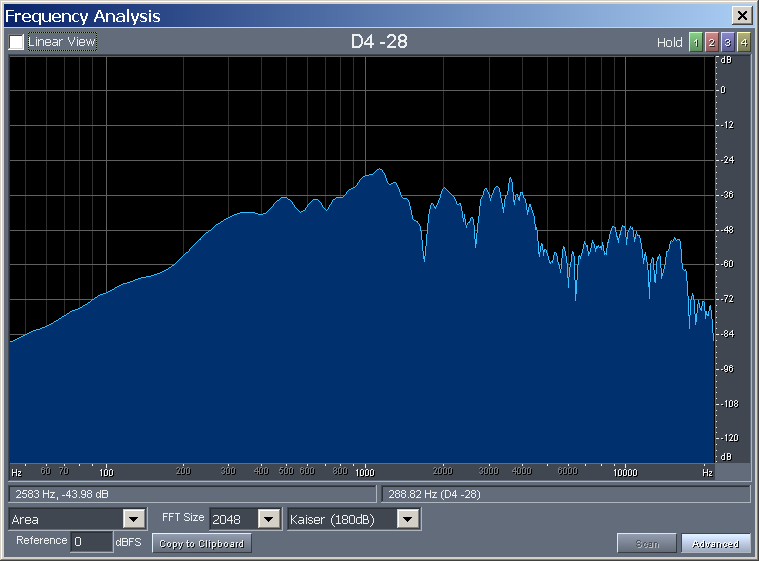 Frequency Analysis
Linear View D4 -28 Hold 1 2 3 4
dB
-0
-12
-24
-36
-48
-60
-72
-84
-96
-108
-120
dB
Hz 60 70 100 200 300 400 500 600 800 1000 2000 3000 4000 6000 10000 Hz
2583 Hz, -43.98 dB 288.82 Hz (D4 -28)
Area FFT Size 2048 Kaiser (180dB)
Reference 0 dBFS Copy to Clipboard Scan Advanced